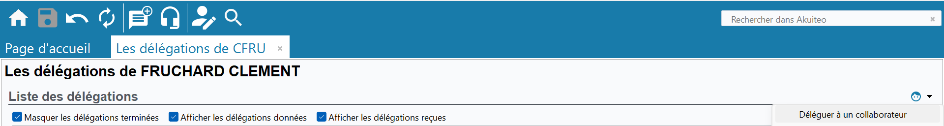 Rechercher dans Akuiteo
Page d'accueil Les délégations de CFRU
Les délégations de FRUCHARD CLEMENT
Liste des délégations
Masquer les délégations terminées Afficher les délégations données Afficher les délégations reçues Déléguer à un collaborateur